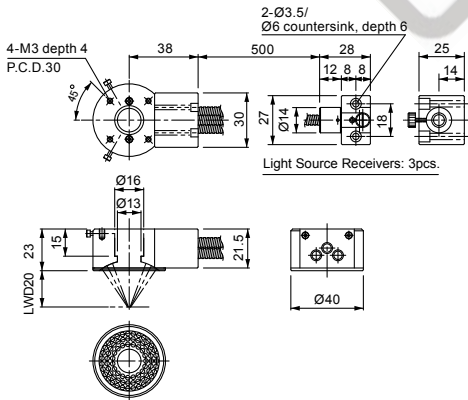 2-Ø3.5/
Ø6 countersink, depth 6
4-M3 depth 4
P.C.D.30
38
500
28
25
12
8
8
14
45°
30
27
Ø14
18
Light Source Receivers: 3pcs.
Ø16
Ø13
15
23
21.5
LWD20
Ø40